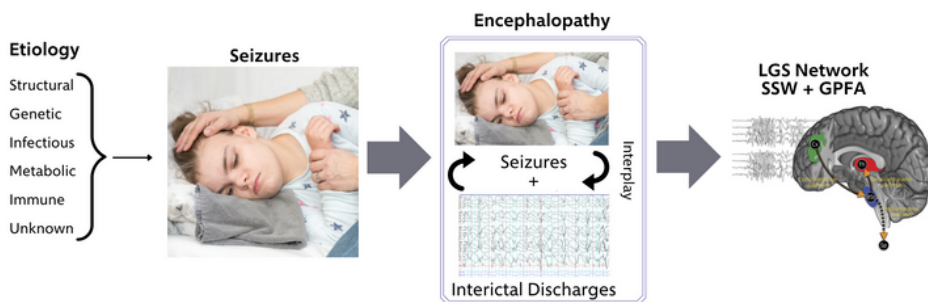 Etiology
Structural
Genetic
Infectious
Metabolic
Immune
Unknown
Seizures
Encephalopathy
Seizures
+
Interplay
Interictal Discharges
LGS Network
SSW + GPFA